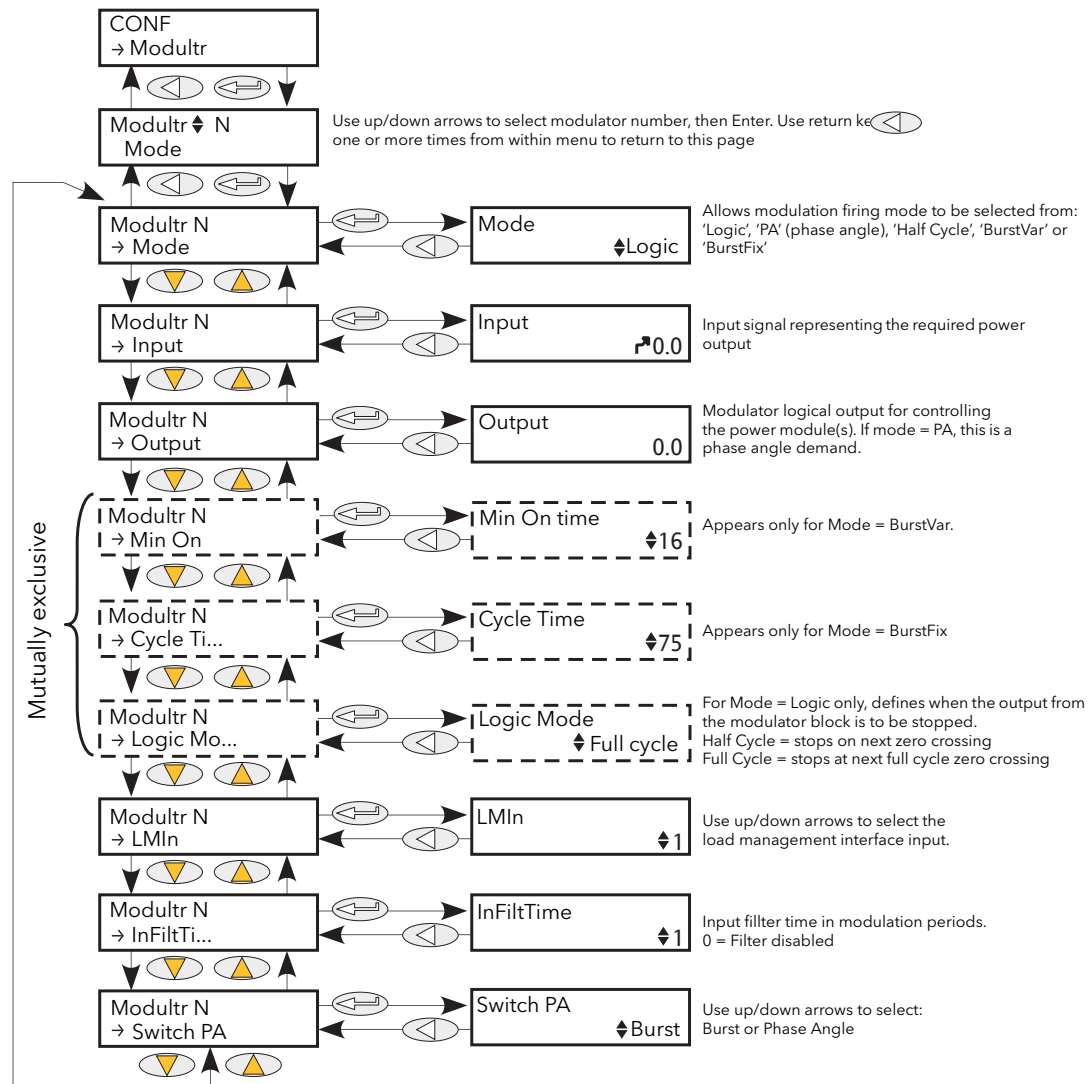 CONF
→ Modultr
Modultr N
Mode
Use up/down arrows to select modulator number, then Enter. Use return ke
one or more times from within menu to return to this page
Modultr N
→ Mode
Mode
Logic
Allows modulation firing mode to be selected from:
'Logic', 'PA' (phase angle), 'Half Cycle', 'BurstVar' or
'BurstFix'
Modultr N
→ Input
Input
0.0
Input signal representing the required power
output
Modultr N
→ Output
Output
0.0
Modulator logical output for controlling
the power module(s). If mode = PA, this is a
phase angle demand.
Mutually exclusive
Modultr N
→ Min On
Min On time
16
Appears only for Mode = BurstVar.
Modultr N
→ Cycle Ti...
Cycle Time
75
Appears only for Mode = BurstFix
Modultr N
→ Logic Mo...
Logic Mode
Full cycle
For Mode = Logic only, defines when the output from
the modulator block is to be stopped.
Half Cycle = stops on next zero crossing
Full Cycle = stops at next full cycle zero crossing
Modultr N
→ LMIn
LMIn
1
Use up/down arrows to select the
load management interface input.
Modultr N
→ InFiltTi...
InFiltTime
1
Input fillter time in modulation periods.
0 = Filter disabled
Modultr N
→ Switch PA
Switch PA
Burst
Use up/down arrows to select:
Burst or Phase Angle